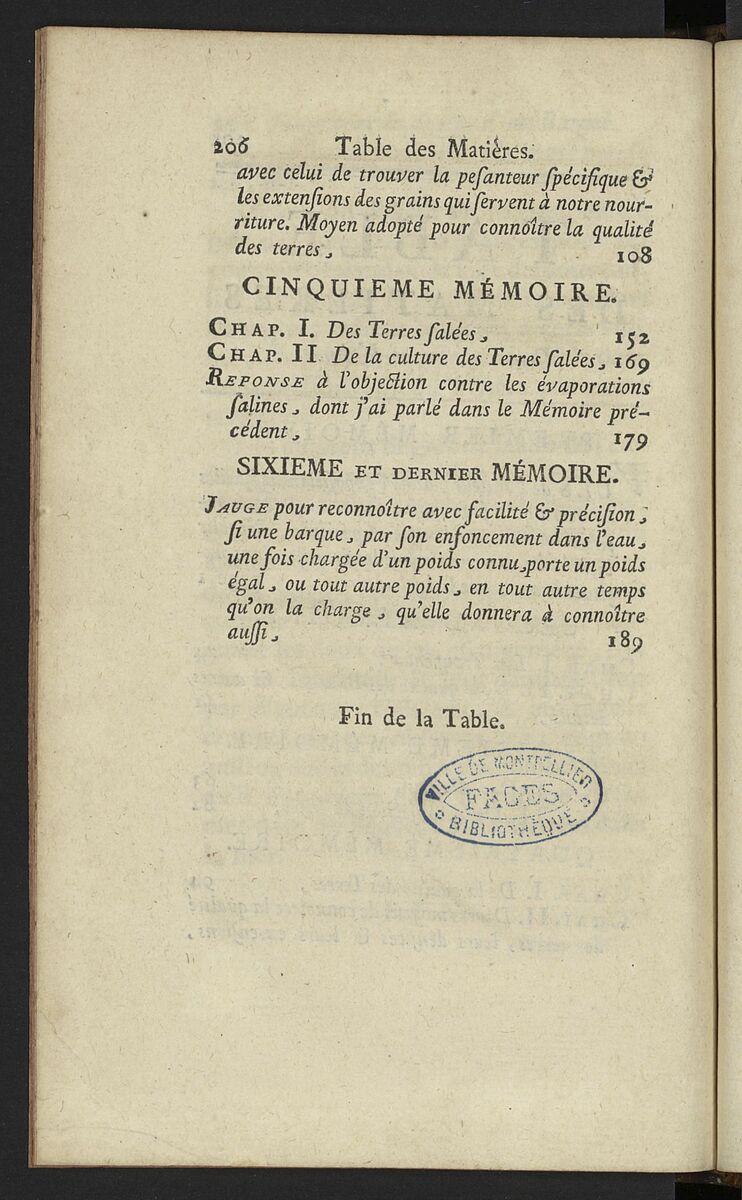 206 Table des Matières.
avec celui de trouver la peſanteur ſpécifique &
les extenſions des grains qui ſervent à notre nour-
riture. Moyen adopté pour connoître la qualité
des terres, 108
CINQUIEME MÉMOIRE.
CHAP. I. Des Terres ſalées, 152
CHAP. II De la culture des Terres ſalées, 169
REPONSE à l'objection contre les évaporations
ſalines, dont j'ai parlé dans le Mémoire pré-
cédent, 179
SIXIEME ET DERNIER MÉMOIRE.
JAUGE pour reconnoître avec facilité & préciſion,
ſi une barque, par ſon enfoncement dans l'eau,
une fois chargée d'un poids connu, porte un poids
égal, ou tout autre poids, en tout autre temps
qu'on la charge, qu'elle donnera à connoître
auſſi, 189
Fin de la Table.
VILLE DE MONTPELLIER
FAGES
BIBLIOTHÈQUE